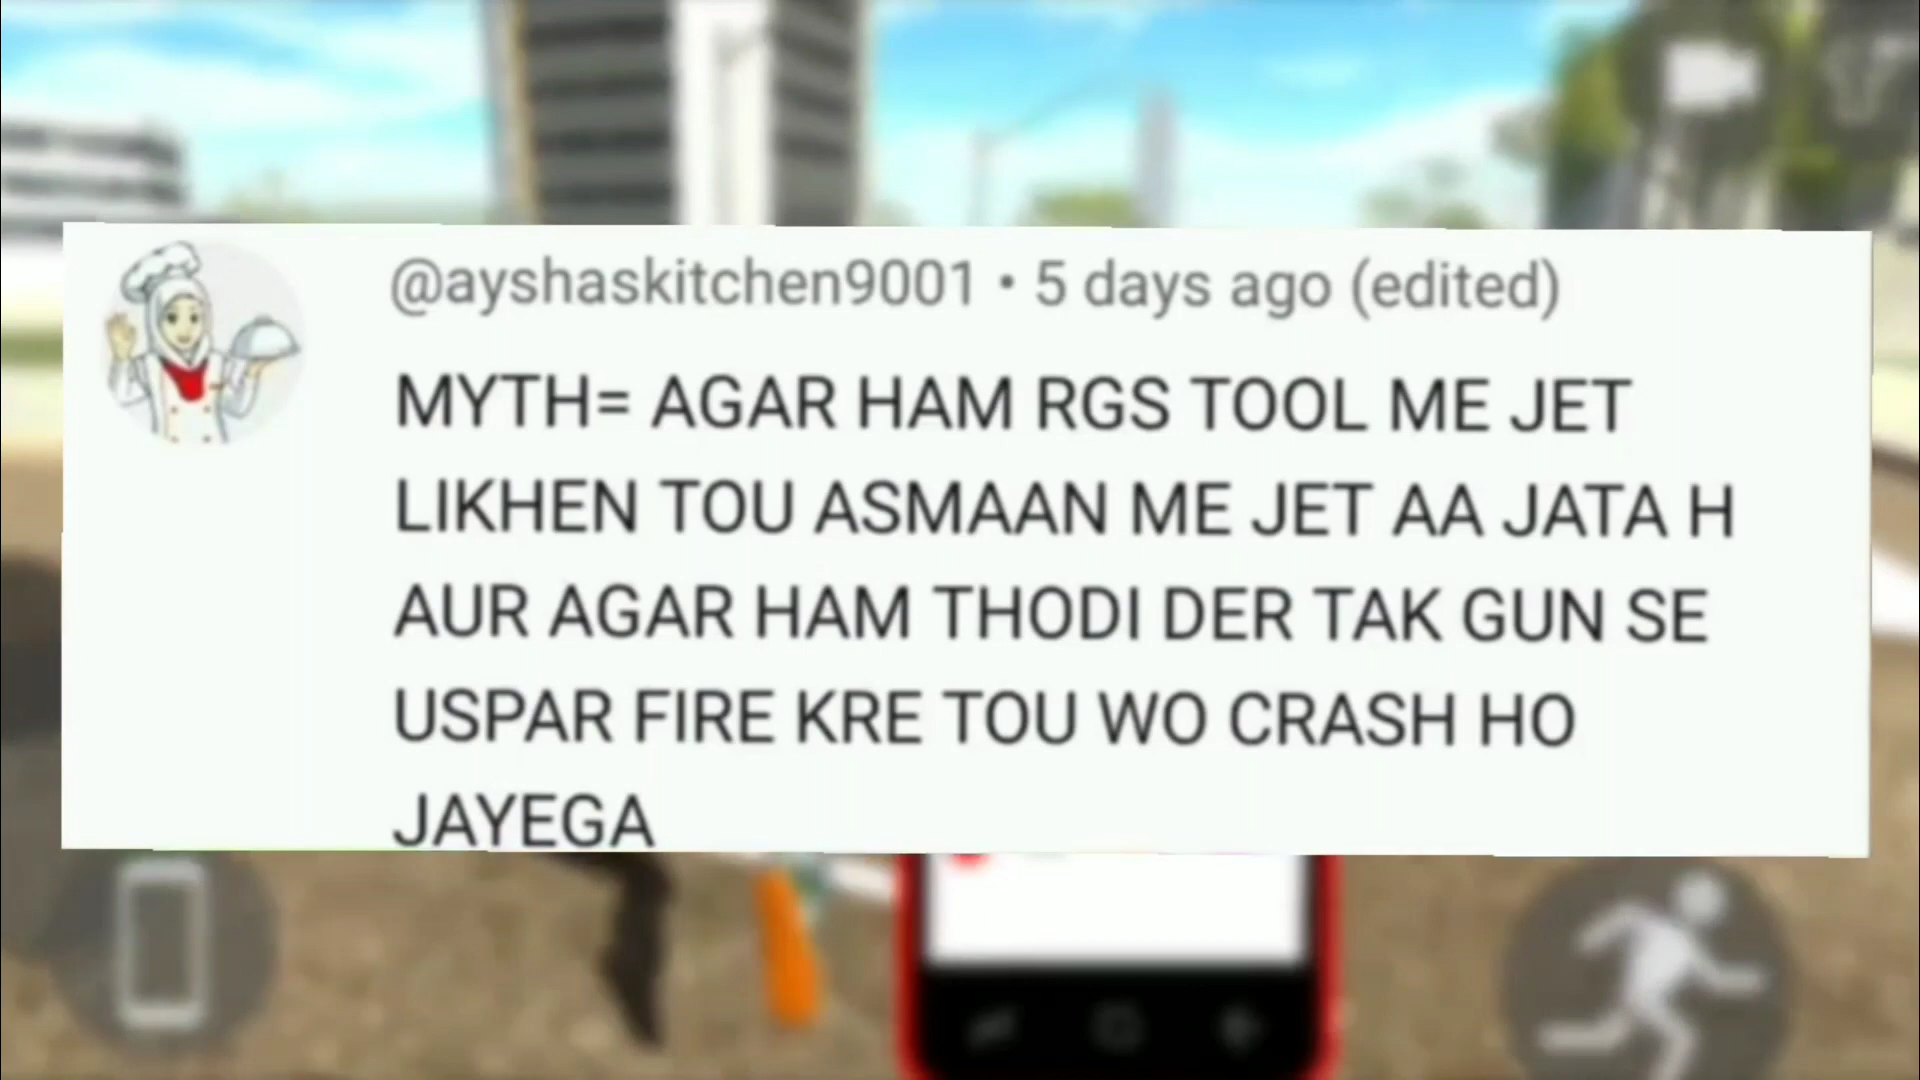 @ayshaskitchen9001 • 5 days ago (edited)
MYTH= AGAR HAM RGS TOOL ME JET
LIKHEN TOU ASMAAN ME JET AA JATA H
AUR AGAR HAM THODI DER TAK GUN SE
USPAR FIRE KRE TOU WO CRASH HO
JAYEGA